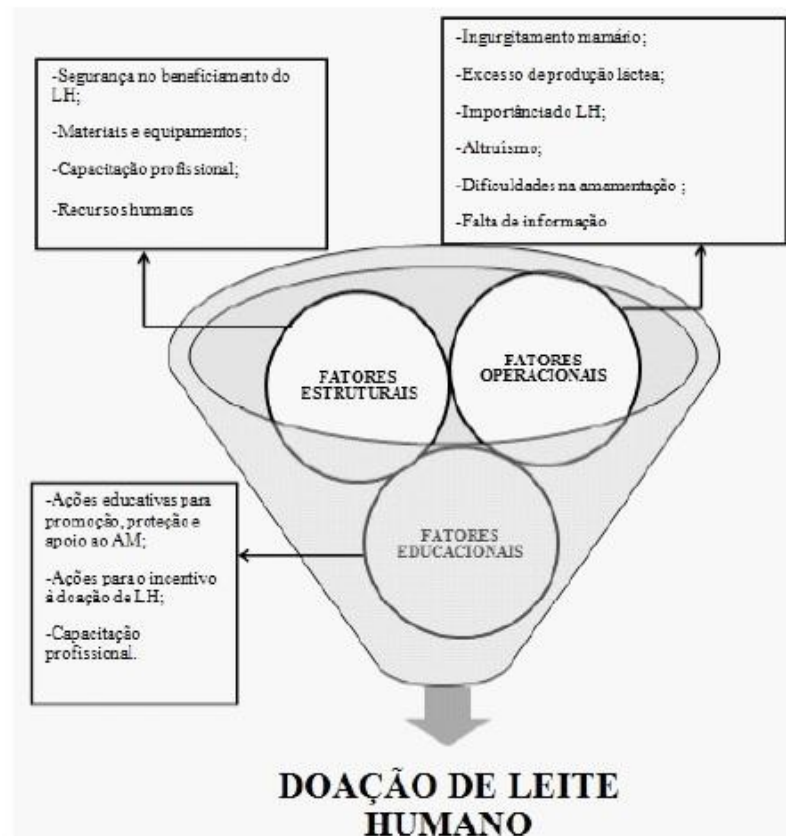 -Segurança no beneficiamento do
LH;
-Materiais e equipamentos;
-Capacitação profissional;
-Recursos humanos
-Ingurgitamento mamário;
-Excesso de produção láctea;
-Importância do LH;
-Altruísmo;
-Dificuldades na amamentação ;
-Falta de informação
FATORES
ESTRUTURAIS
FATORES
OPERACIONAIS
-Ações educativas para
promoção, proteção e
apoio ao AM;
-Ações para o incentivo
à doação de LH;
-Capacitação
profissional.
FATORES
EDUCACIONAIS
DOAÇÃO DE LEITE
HUMANO